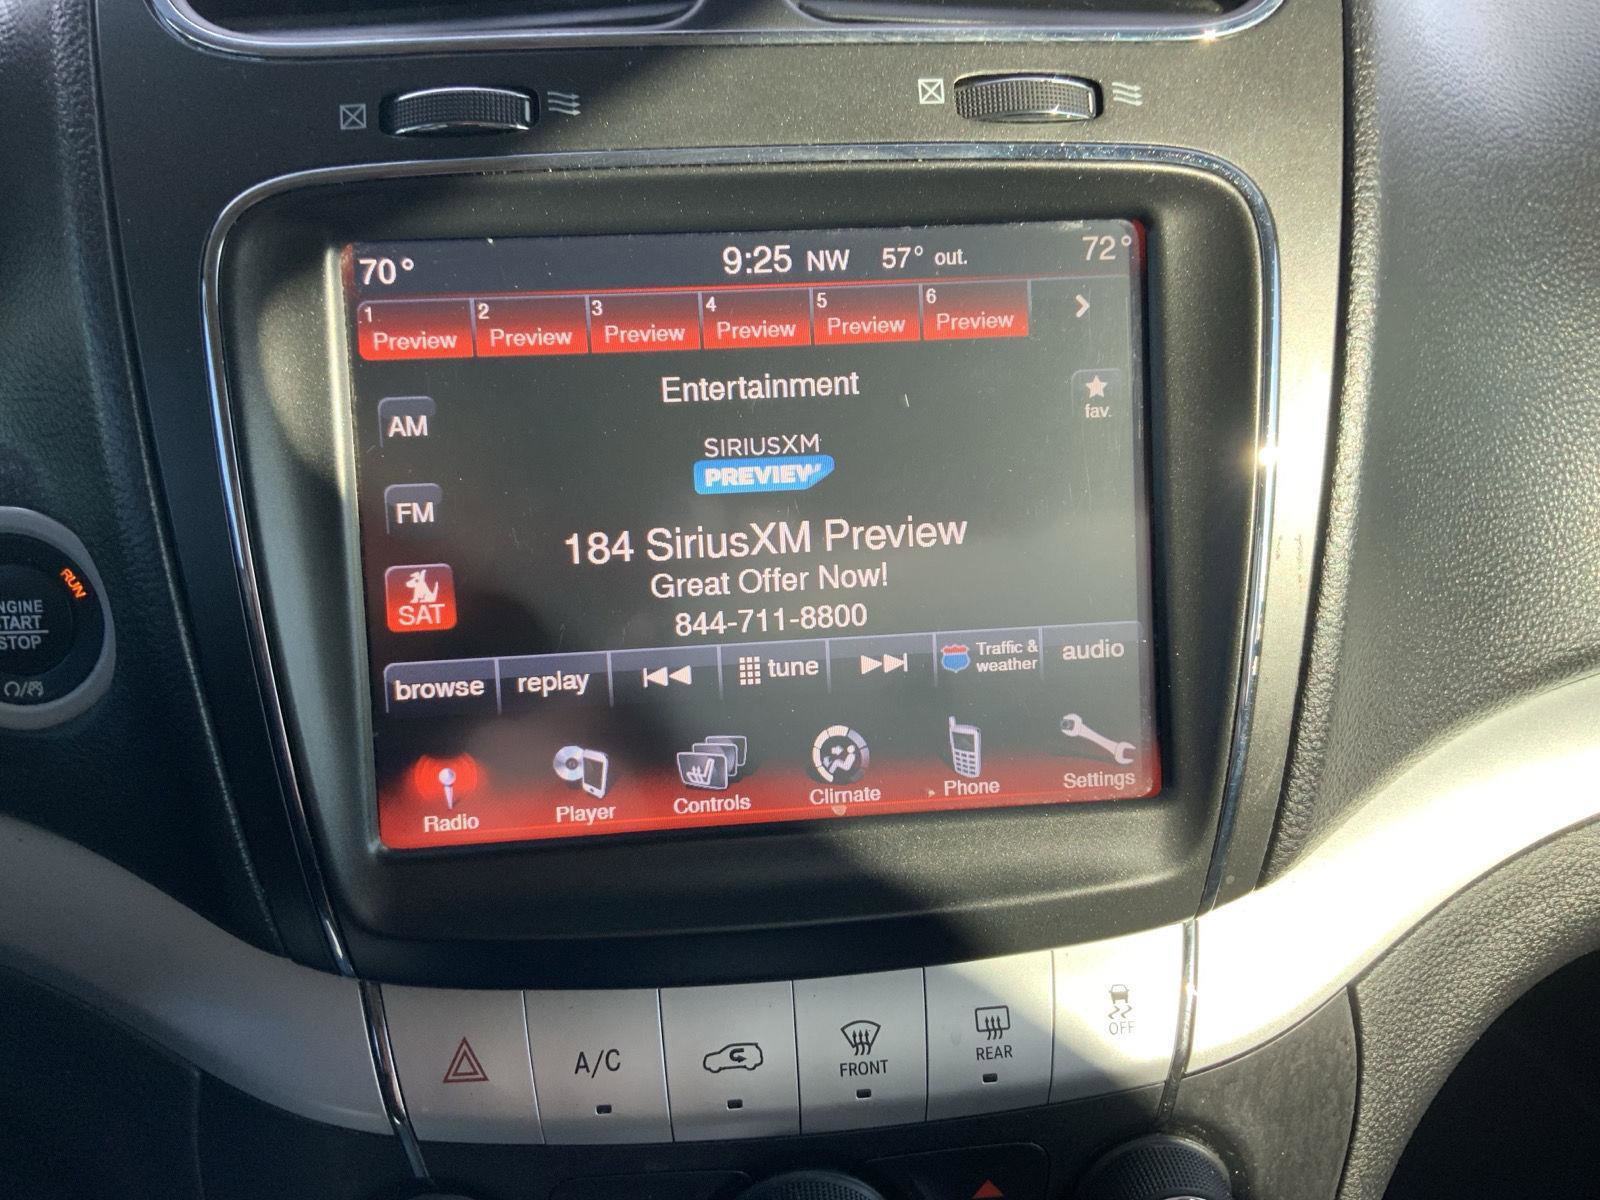 70° 9:25 NW 57° out. 72°
1 Preview 2 Preview 3 Preview 4 Preview 5 Preview 6 Preview
Entertainment
fav.
AM
SIRIUSXM
PREVIEW
FM
184 SiriusXM Preview
Great Offer Now!
844-711-8800
SAT
RUN
ENGINE
START
STOP
browse replay tune Traffic & weather audio
Radio Player Controls Climate Phone Settings
A/C FRONT REAR OFF